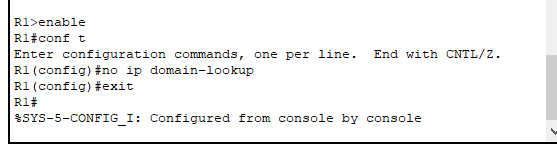 R1>enable
R1#conf t
Enter configuration commands, one per line.  End with CNTL/Z.
R1(config)#no ip domain-lookup
R1(config)#exit
R1#
%SYS-5-CONFIG_I: Configured from console by console